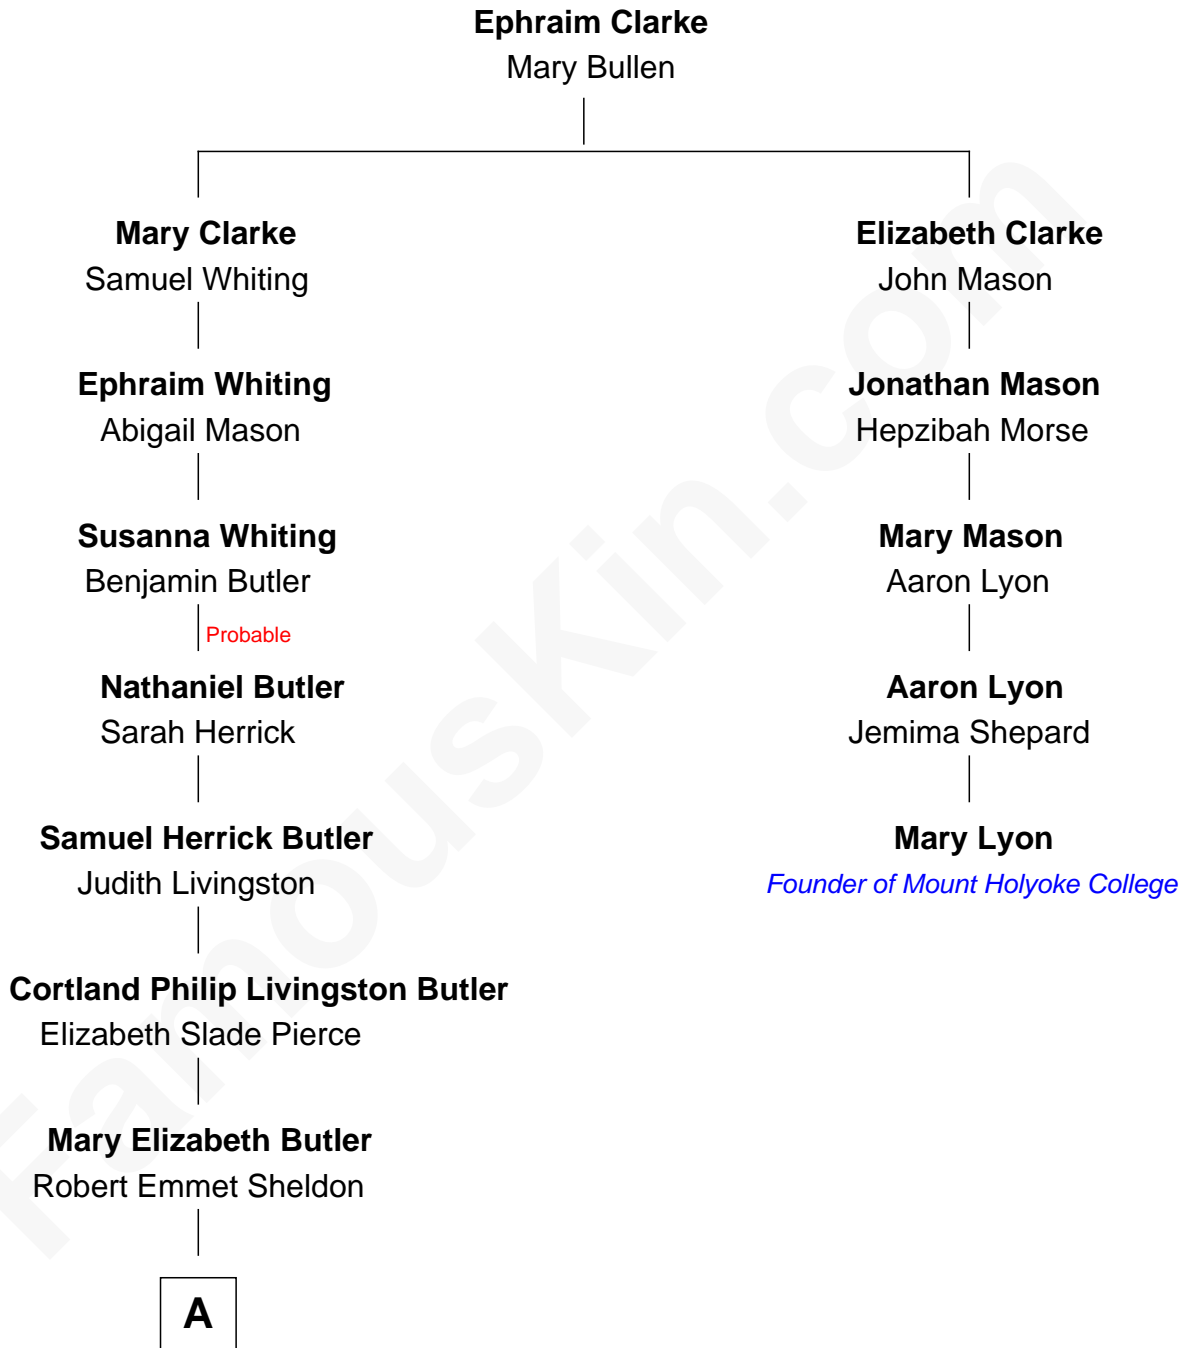 Ephraim Clarke
Mary Bullen
Mary Clarke
Samuel Whiting
Elizabeth Clarke
John Mason
Ephraim Whiting
Abigail Mason
Jonathan Mason
Hepzibah Morse
Susanna Whiting
Benjamin Butler
Mary Mason
Aaron Lyon
Probable
Nathaniel Butler
Sarah Herrick
Aaron Lyon
Jemima Shepard
Samuel Herrick Butler
Judith Livingston
Mary Lyon
Founder of Mount Holyoke College
Cortland Philip Livingston Butler
Elizabeth Slade Pierce
Mary Elizabeth Butler
Robert Emmet Sheldon
A
FamousKin.com